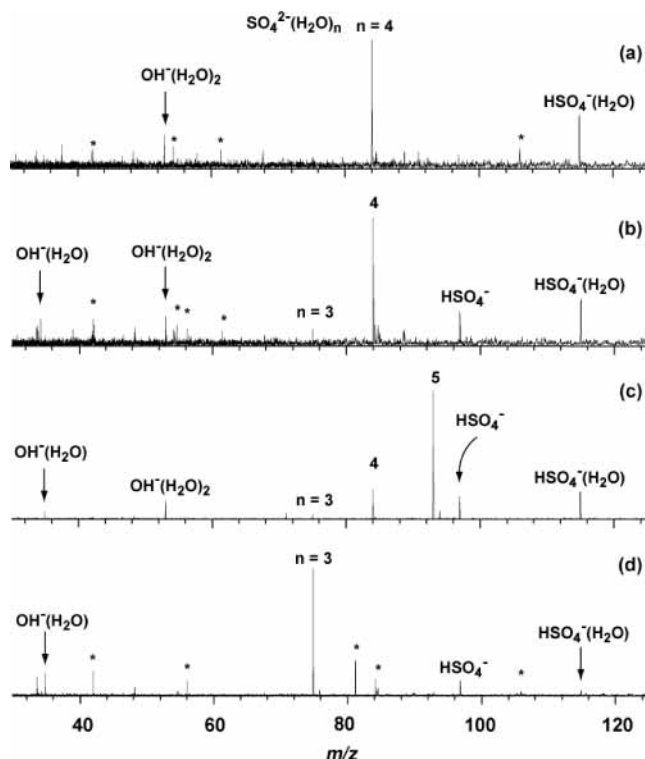 SO₄²⁻(H₂O)ₙ n = 4
(a)
OH⁻(H₂O)₂
HSO₄⁻(H₂O)
* * * *
4
(b)
OH⁻(H₂O)
OH⁻(H₂O)₂
HSO₄⁻(H₂O)
HSO₄⁻
* * * *
n = 3
5
(c)
HSO₄⁻
OH⁻(H₂O)
4
OH⁻(H₂O)₂
HSO₄⁻(H₂O)
n = 3
n = 3
(d)
OH⁻(H₂O)
HSO₄⁻(H₂O)
* * * * *
HSO₄⁻
40 60 80 100 120
m/z